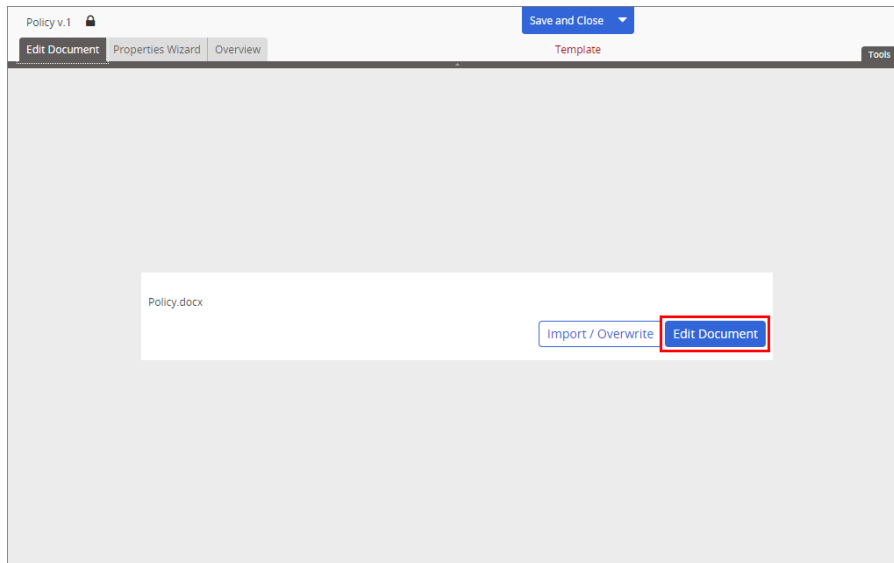 Policy v.1
Save and Close
Edit Document Properties Wizard Overview
Template
Tools
Policy.docx
Import / Overwrite Edit Document